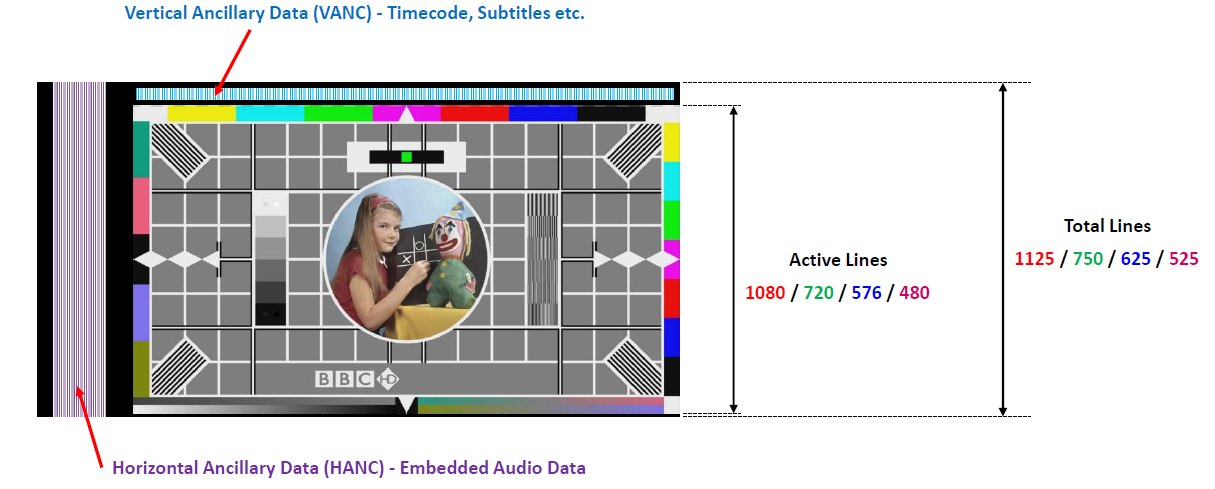 Vertical Ancillary Data (VANC) - Timecode, Subtitles etc.
Total Lines
1125 / 750 / 625 / 525
Active Lines
1080 / 720 / 576 / 480
X O
BBC HD
Horizontal Ancillary Data (HANC) - Embedded Audio Data